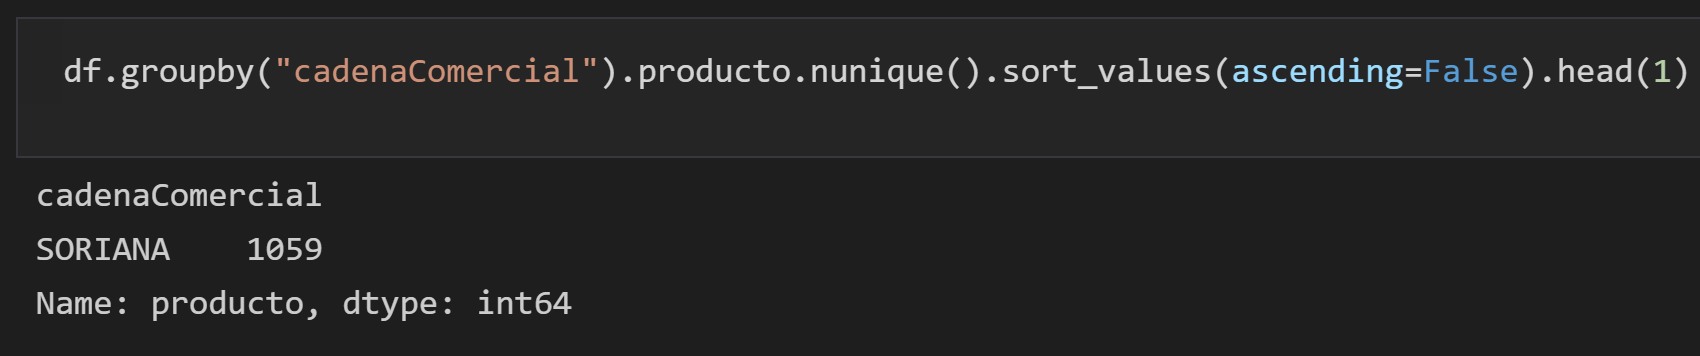 df.groupby("cadenaComercial").producto.nunique().sort_values(ascending=False).head(1)
cadenaComercial
SORIANA    1059
Name: producto, dtype: int64